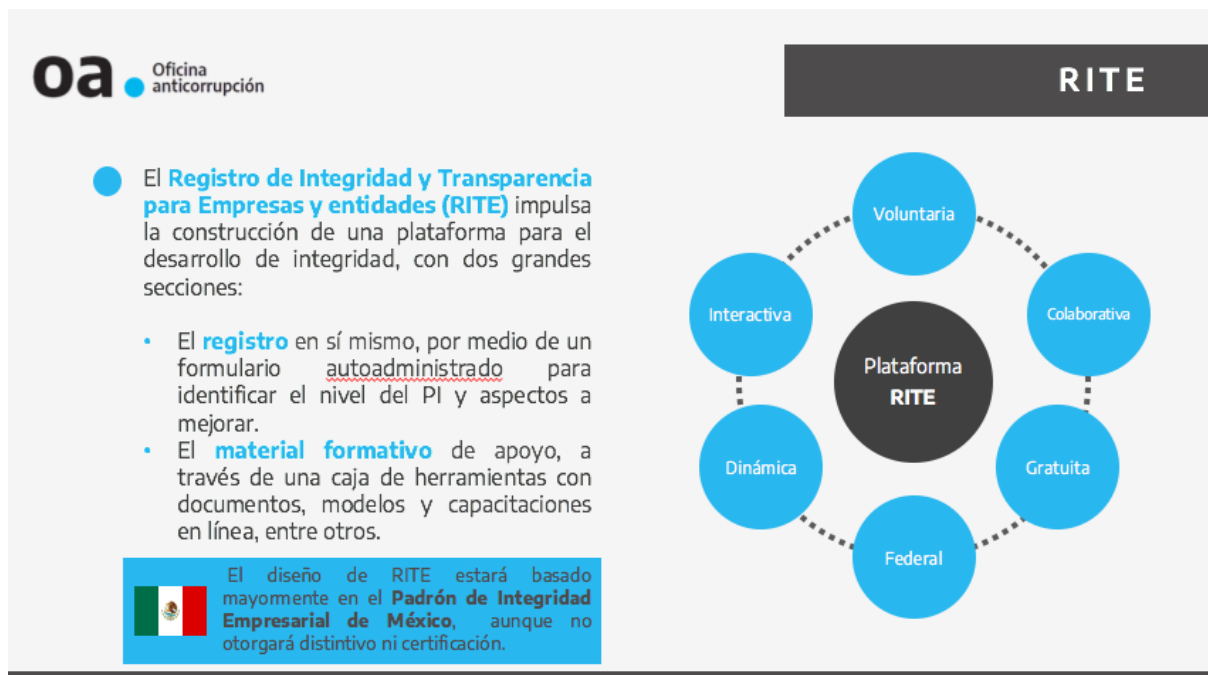 oa
Oficina
anticorrupción
RITE
El Registro de Integridad y Transparencia
para Empresas y entidades (RITE) impulsa
la construcción de una plataforma para el
desarrollo de integridad, con dos grandes
secciones:
• El registro en sí mismo, por medio de un
formulario autoadministrado para
identificar el nivel del PI y aspectos a
mejorar.
• El material formativo de apoyo, a
través de una caja de herramientas con
documentos, modelos y capacitaciones
en línea, entre otros.
El diseño de RITE estará basado
mayormente en el Padrón de Integridad
Empresarial de México, aunque no
otorgará distintivo ni certificación.
Voluntaria
Interactiva
Colaborativa
Plataforma
RITE
Dinámica
Gratuita
Federal